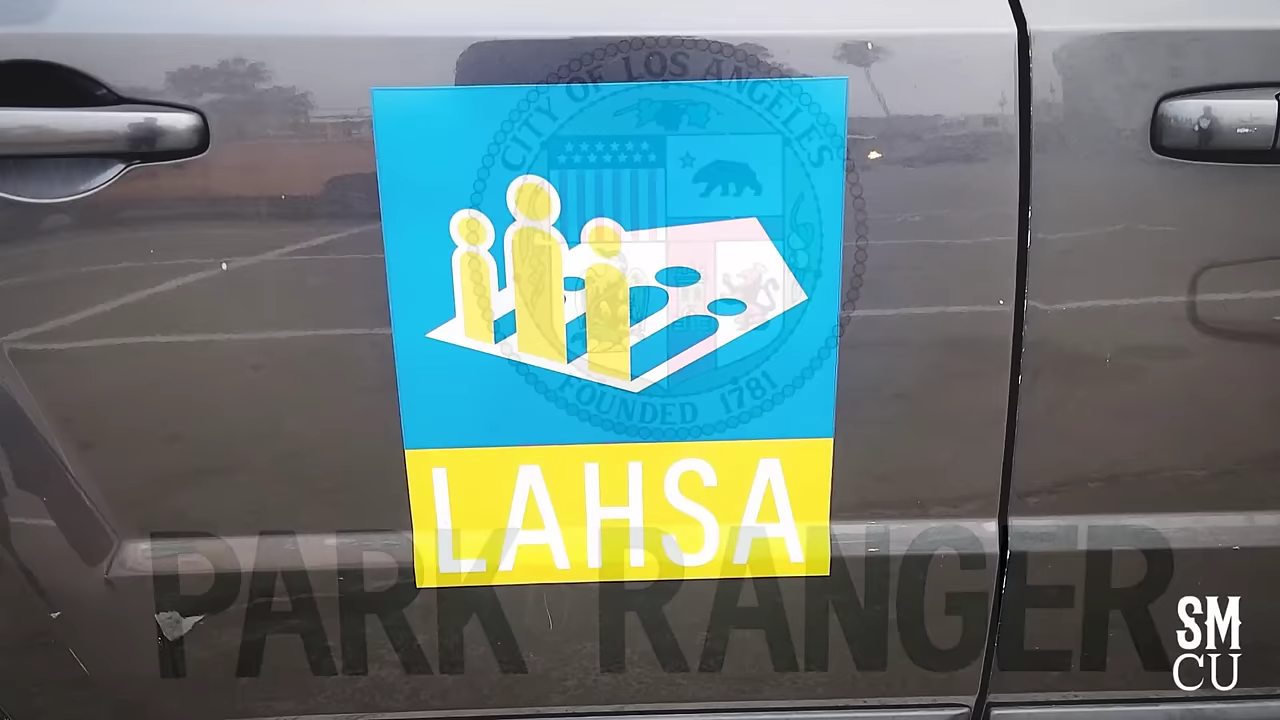 CITY OF LOS ANGELES
FOUNDED 1781
LAHSA
PARK RANGER
SM
CU